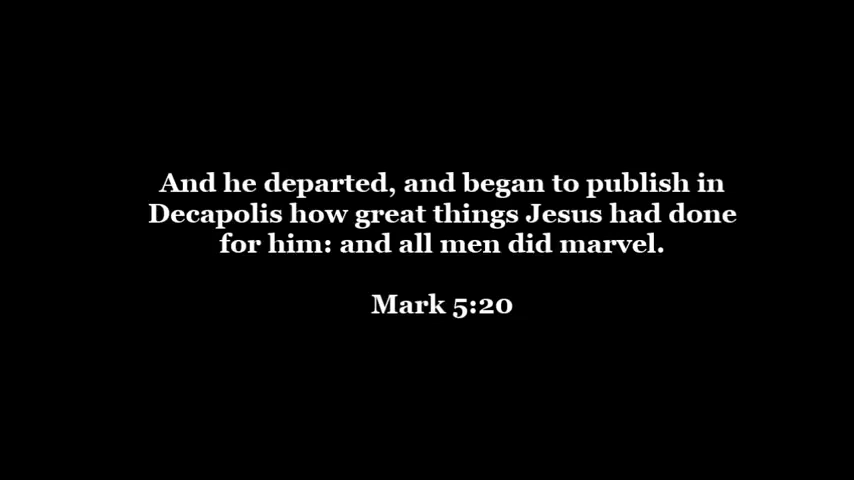 And he departed, and began to publish in
Decapolis how great things Jesus had done
for him: and all men did marvel.
Mark 5:20